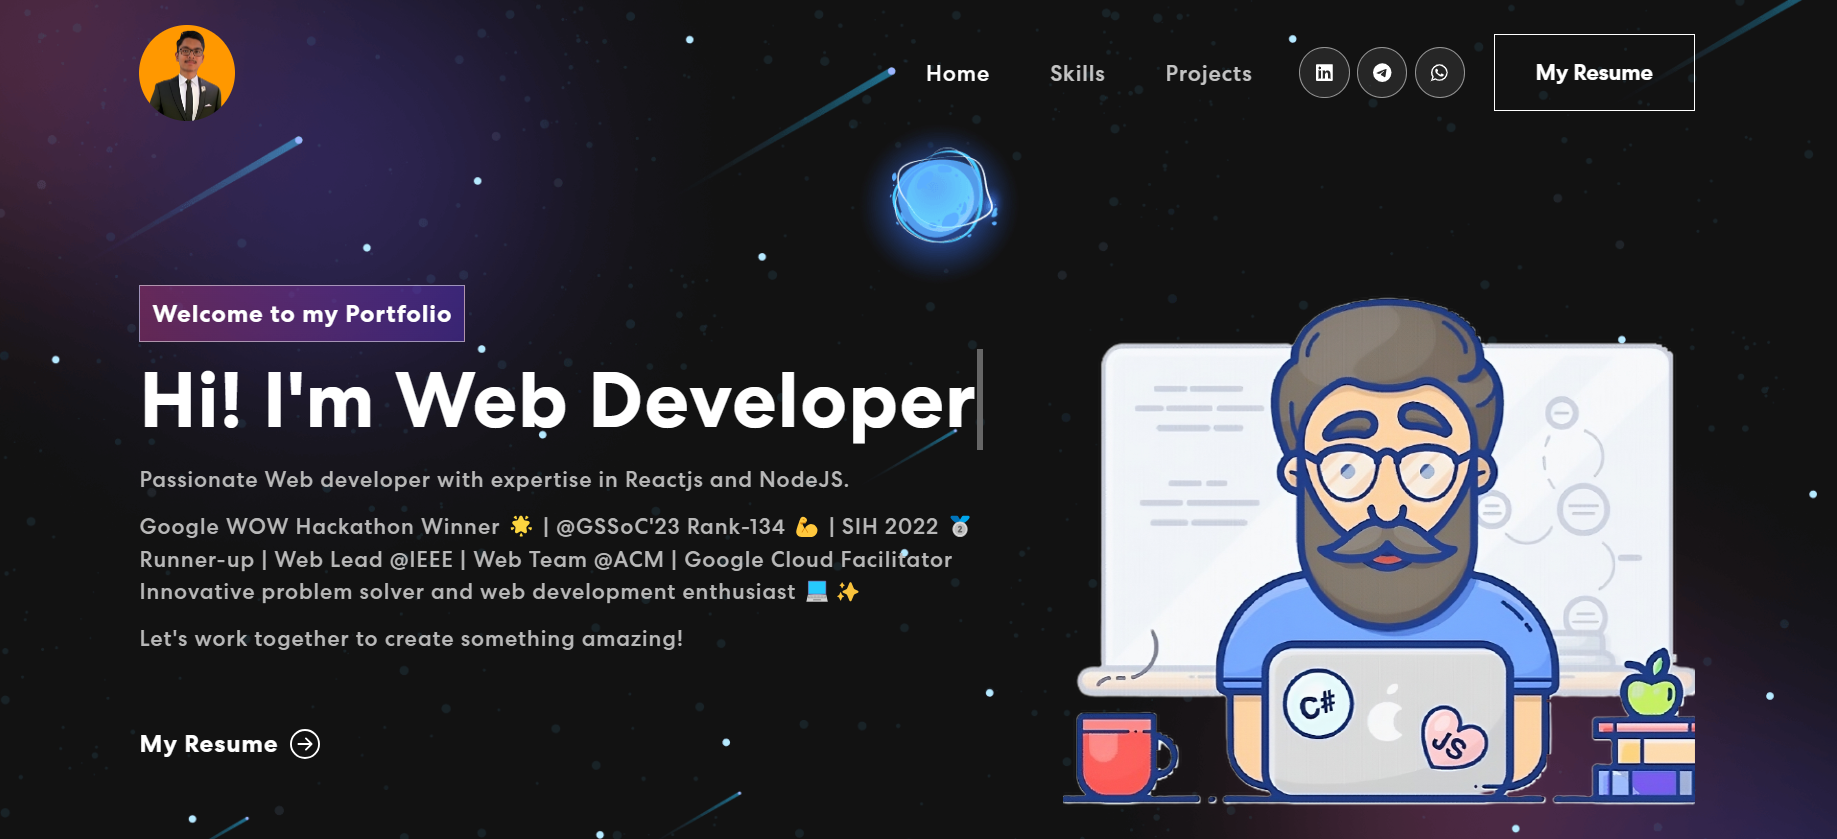 Home
Skills
Projects
My Resume
Welcome to my Portfolio
Hi! I'm Web Developer
Passionate Web developer with expertise in Reactjs and NodeJS.
Google WOW Hackathon Winner 🌟 | @GSSoC'23 Rank-134 💪 | SIH 2022 🥈
Runner-up | Web Lead @IEEE | Web Team @ACM | Google Cloud Facilitator
Innovative problem solver and web development enthusiast 💻 ✨
Let's work together to create something amazing!
My Resume
C#
JS